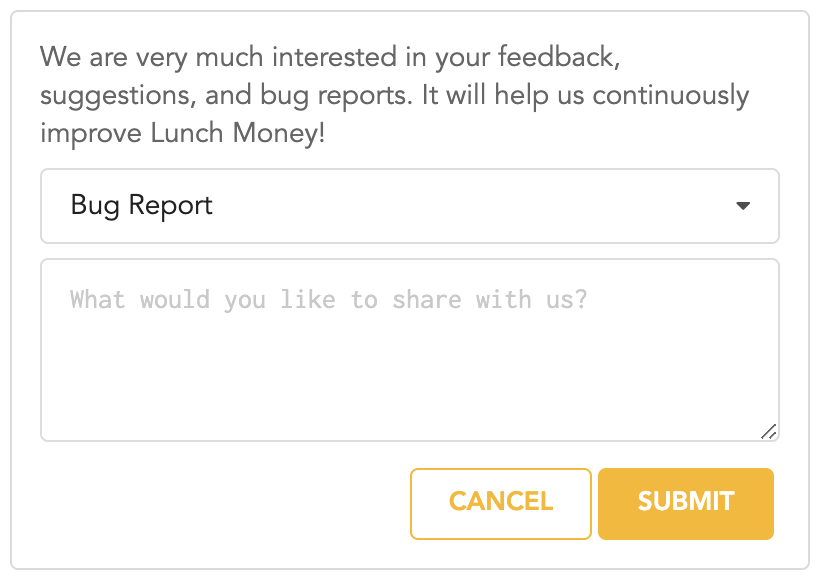 We are very much interested in your feedback,
suggestions, and bug reports. It will help us continuously
improve Lunch Money!
Bug Report
What would you like to share with us?
CANCEL SUBMIT